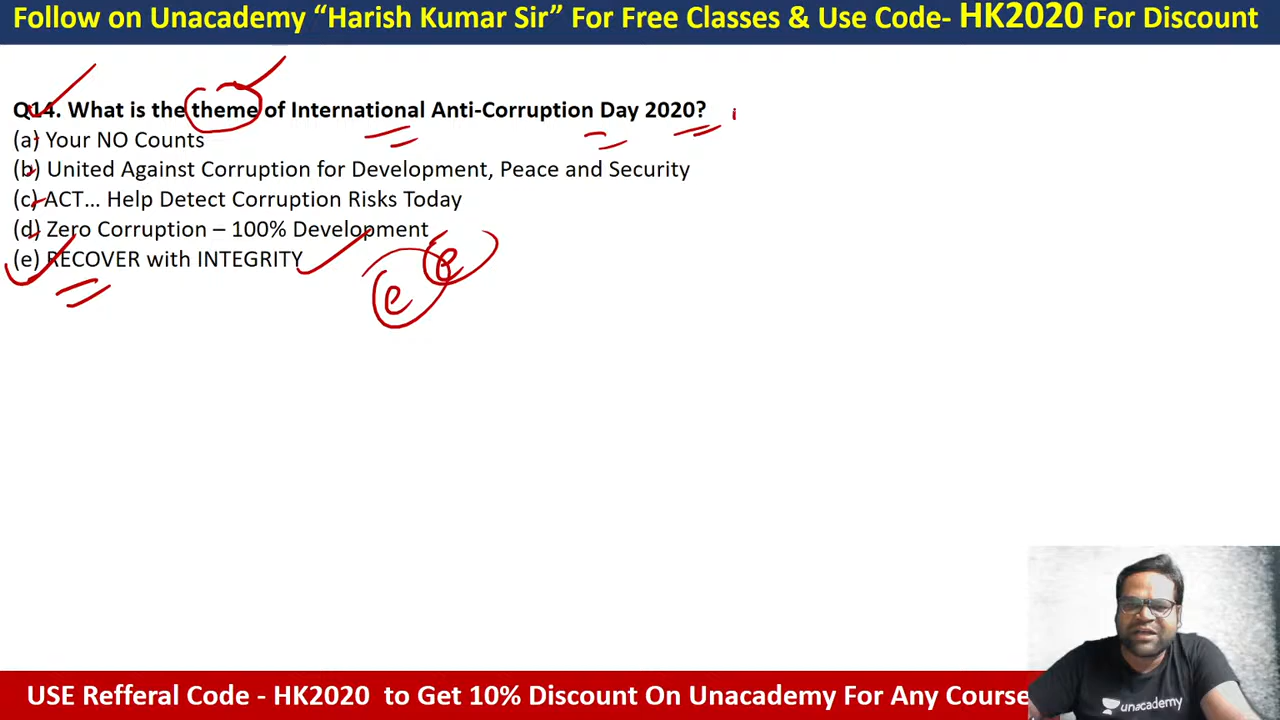 Follow on Unacademy “Harish Kumar Sir” For Free Classes & Use Code- HK2020 For Discount
Q14. What is the theme of International Anti-Corruption Day 2020?
(a) Your NO Counts
(b) United Against Corruption for Development, Peace and Security
(c) ACT... Help Detect Corruption Risks Today
(d) Zero Corruption – 100% Development
(e) RECOVER with INTEGRITY
e
e
USE Refferal Code - HK2020 to Get 10% Discount On Unacademy For Any Course
unacademy